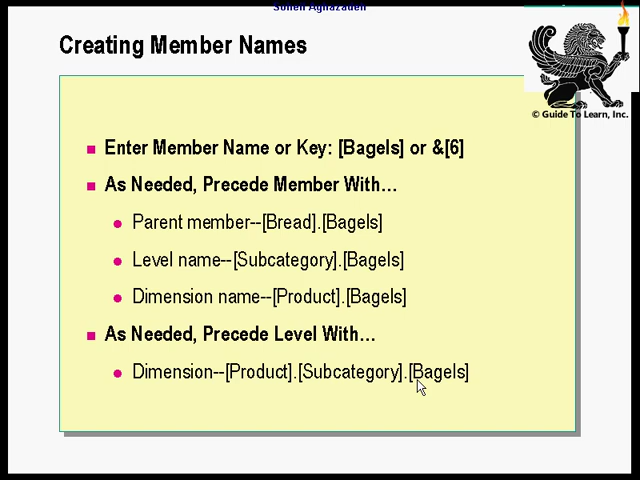 Soheil Aghazadeh
Creating Member Names
© Guide To Learn, Inc.
Enter Member Name or Key: [Bagels] or &[6]
As Needed, Precede Member With…
Parent member--[Bread].[Bagels]
Level name--[Subcategory].[Bagels]
Dimension name--[Product].[Bagels]
As Needed, Precede Level With…
Dimension--[Product].[Subcategory].[Bagels]